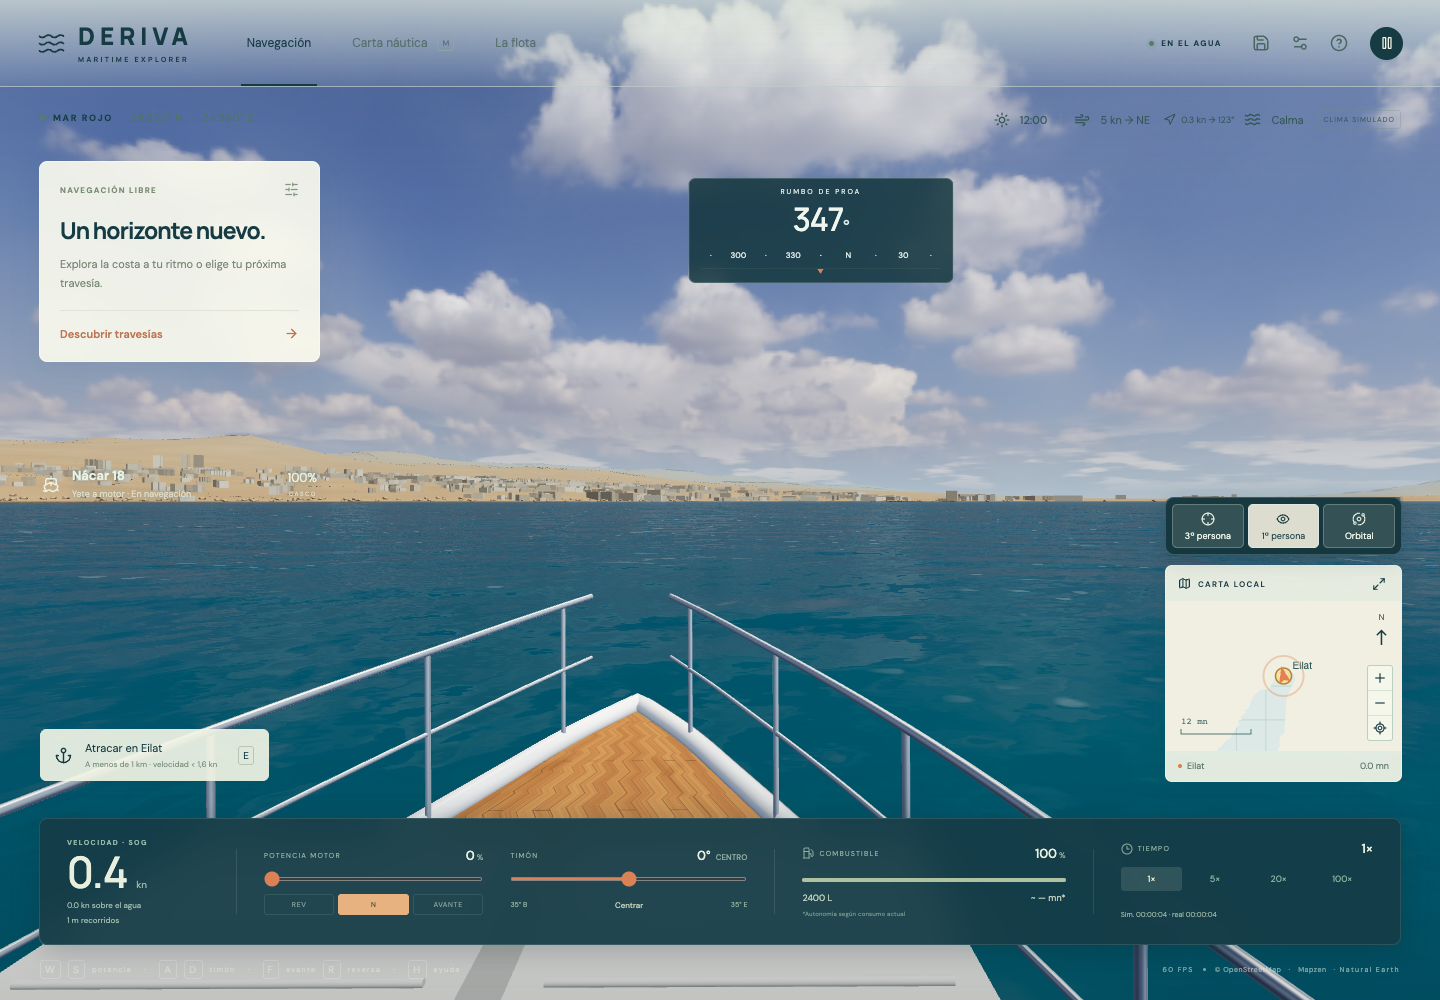 DERIVA
MARITIME EXPLORER
Navegación
Carta náutica M
La flota
EN EL AGUA
MAR ROJO
12:00
5 kn → NE
0.3 kn → 123°
Calma
CLIMA SIMULADO
NAVEGACIÓN LIBRE
Un horizonte nuevo.
Explora la costa a tu ritmo o elige tu próxima
travesía.
Descubrir travesías →
RUMBO DE PROA
347°
· 300 · 330 · N · 30 ·
Nácar 18
Yate a motor · En navegación
100%
CASCO
3ª persona
1ª persona
Orbital
CARTA LOCAL
N
Eilat
12 mn
Eilat
0.0 mn
Atracar en Eilat
A menos de 1 km · velocidad < 1,6 kn
E
VELOCIDAD · SOG
0.4 kn
0.0 kn sobre el agua
1 m recorridos
POTENCIA MOTOR
0 %
REV
N
AVANTE
TIMÓN
0° CENTRO
35° B
Centrar
35° E
COMBUSTIBLE
100 %
2400 L
~ — mn*
*Autonomía según consumo actual
TIEMPO
1×
1×
5×
20×
100×
Sim. 00:00:04 · real 00:00:04
W S potencia · A D timón · F avante R reversa · H ayuda
60 FPS • © OpenStreetMap · Mapzen · Natural Earth